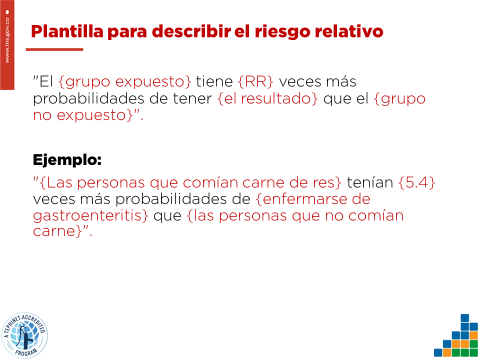 www.ins.gov.co
Plantilla para describir el riesgo relativo
"El {grupo expuesto} tiene {RR} veces más
probabilidades de tener {el resultado} que el {grupo
no expuesto}".
Ejemplo:
"{Las personas que comían carne de res} tenían {5.4}
veces más probabilidades de {enfermarse de
gastroenteritis} que {las personas que no comían
carne}".
A TEPHINET ACCREDITED
PROGRAM